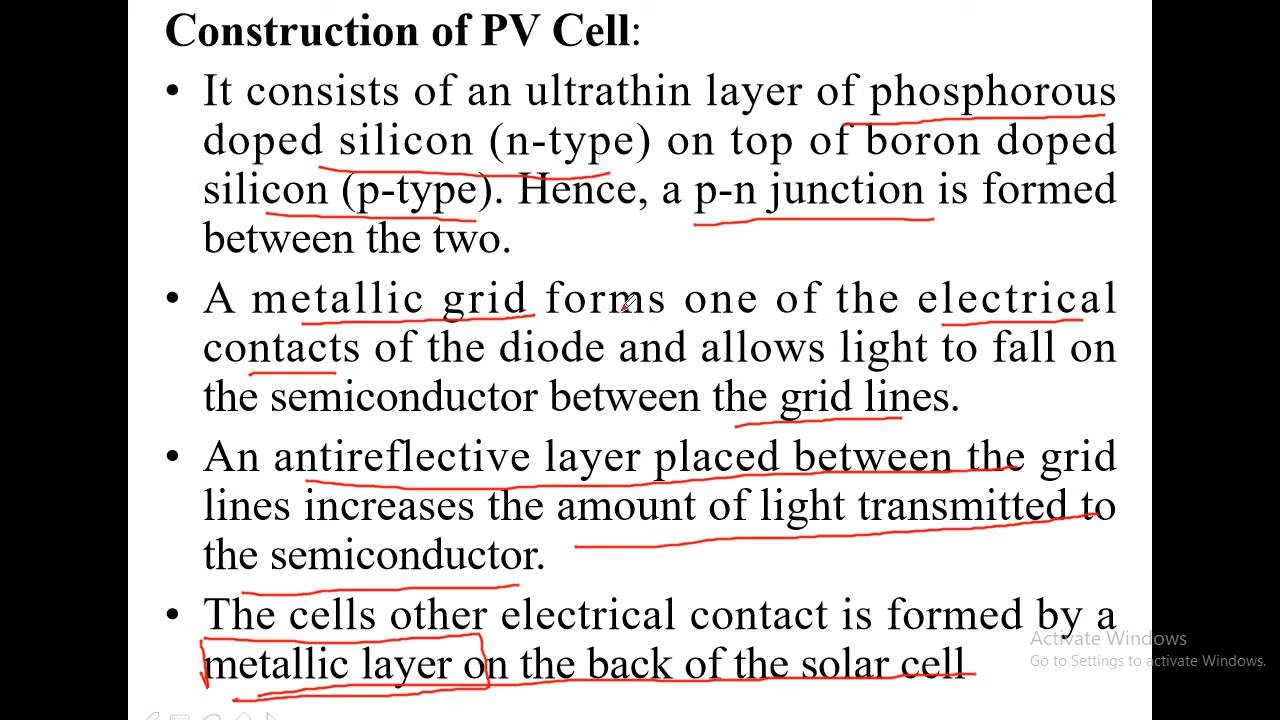 Construction of PV Cell:
• It consists of an ultrathin layer of phosphorous
doped silicon (n-type) on top of boron doped
silicon (p-type). Hence, a p-n junction is formed
between the two.
• A metallic grid forms one of the electrical
contacts of the diode and allows light to fall on
the semiconductor between the grid lines.
• An antireflective layer placed between the grid
lines increases the amount of light transmitted to
the semiconductor.
• The cells other electrical contact is formed by a
metallic layer on the back of the solar cell
Activate Windows
Go to Settings to activate Windows.